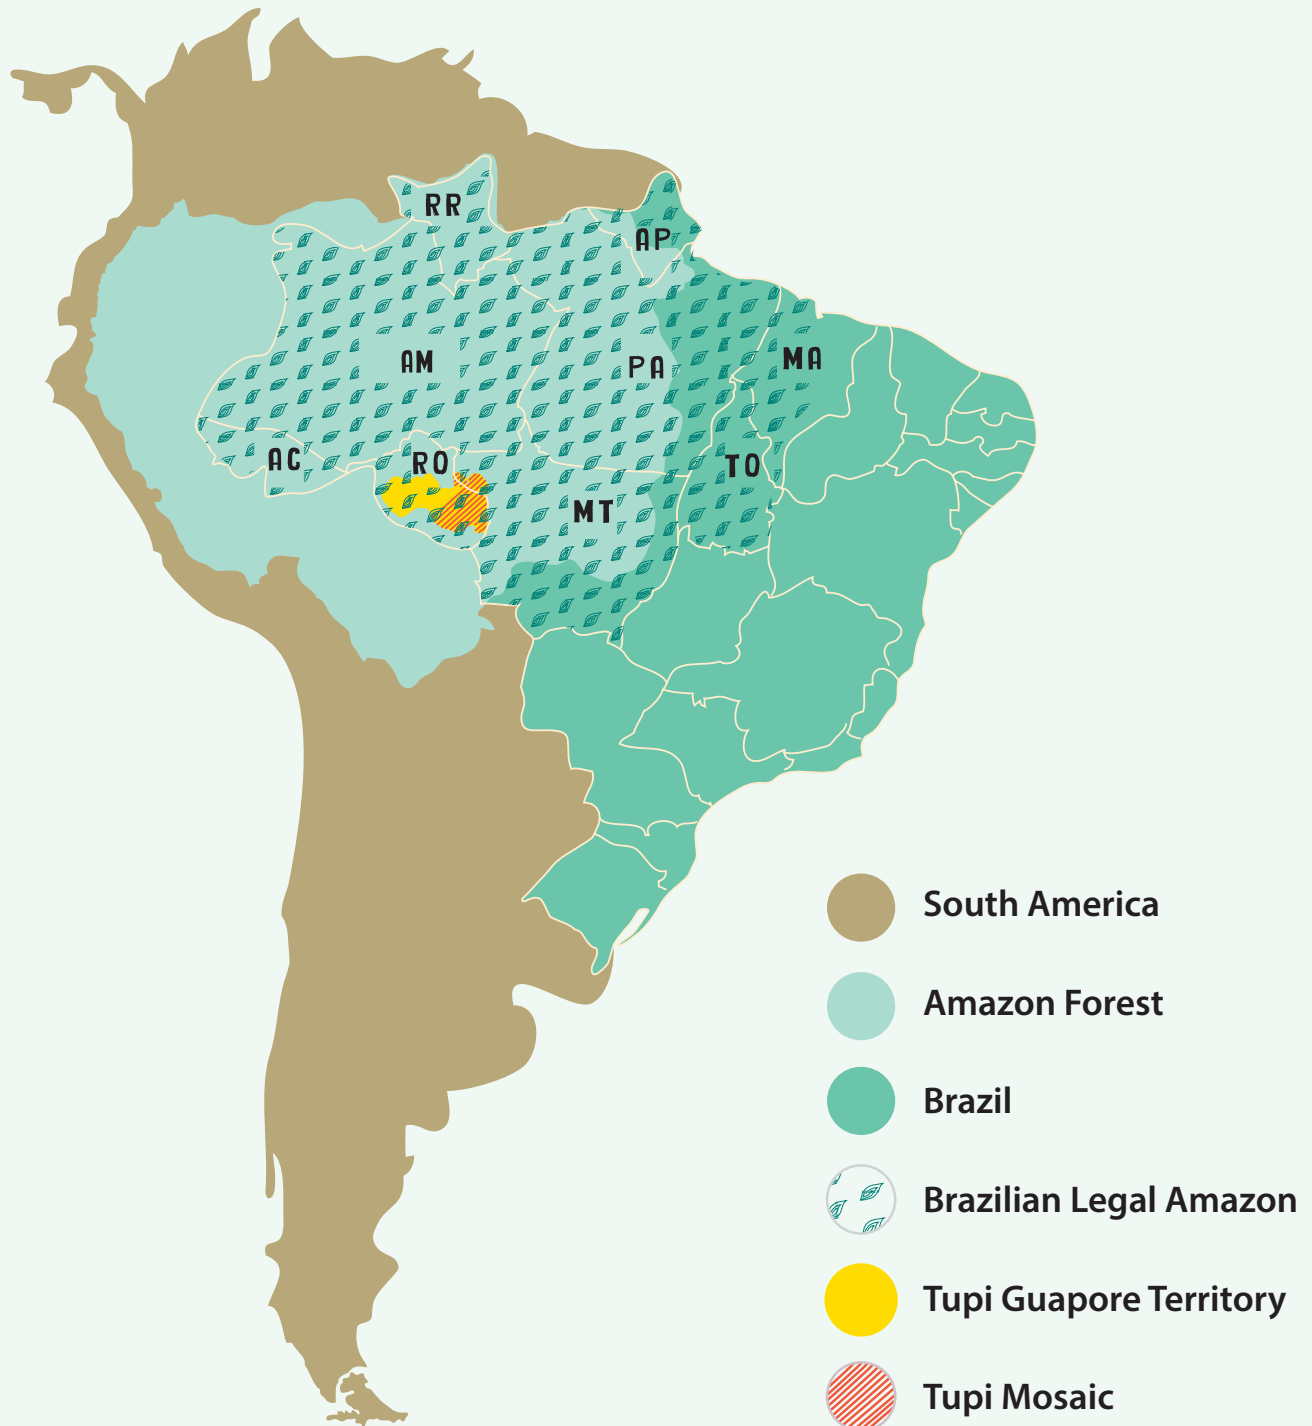 RR
AP
AM
PA
MA
AC
RO
TO
MT
South America
Amazon Forest
Brazil
Brazilian Legal Amazon
Tupi Guapore Territory
Tupi Mosaic